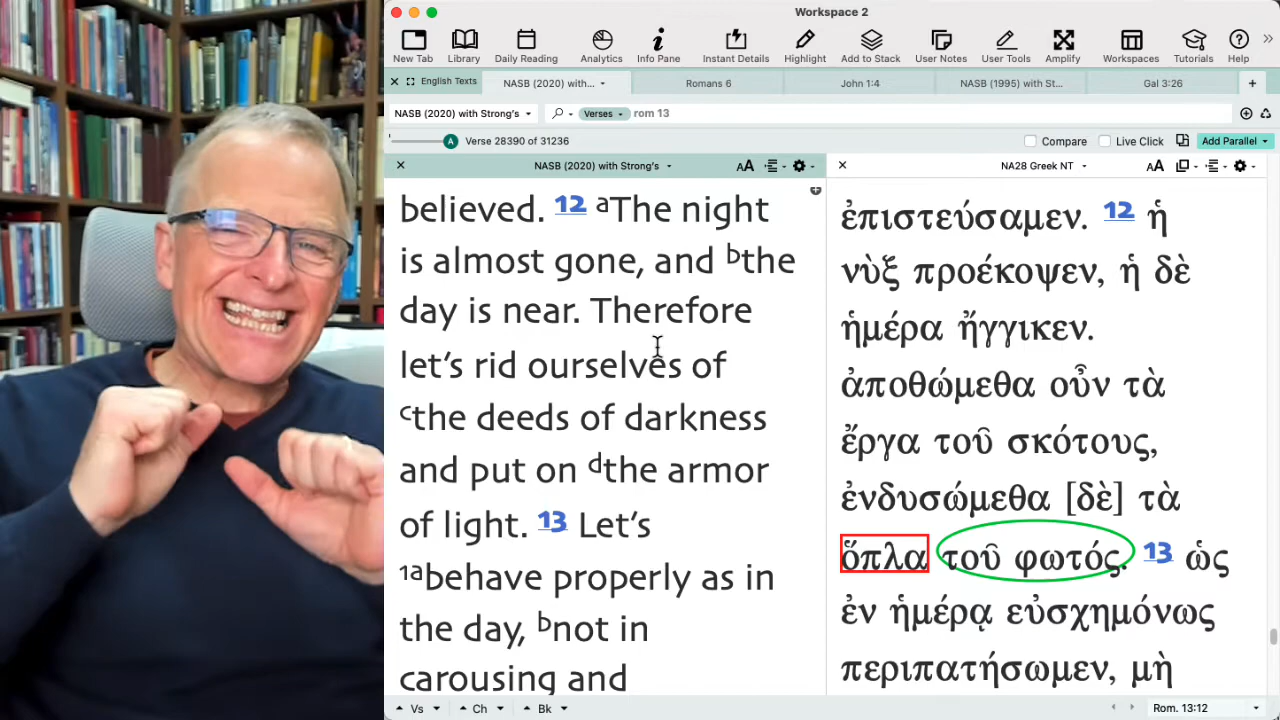 Workspace 2
New Tab Library Daily Reading Analytics Info Pane Instant Details Highlight Add to Stack User Notes User Tools Amplify Workspaces Tutorials Help
English Texts NASB (2020) with... Romans 6 John 1:4 NASB (1995) with St... Gal 3:26
NASB (2020) with Strong's Verses rom 13
A Verse 28390 of 31236 Compare Live Click Add Parallel
NASB (2020) with Strong's AA
believed. 12 aThe night
is almost gone, and bthe
day is near. Therefore
let's rid ourselves of
cthe deeds of darkness
and put on dthe armor
of light. 13 Let's
1abehave properly as in
the day, bnot in
carousing and
NA28 Greek NT AA
ἐπιστεύσαμεν. 12 ἡ
νὺξ προέκοψεν, ἡ δὲ
ἡμέρα ἤγγικεν.
ἀποθώμεθα οὖν τὰ
ἔργα τοῦ σκότους,
ἐνδυσώμεθα [δὲ] τὰ
ὅπλα τοῦ φωτός. 13 ὡς
ἐν ἡμέρᾳ εὐσχημόνως
περιπατήσωμεν, μὴ
Vs Ch Bk Rom. 13:12